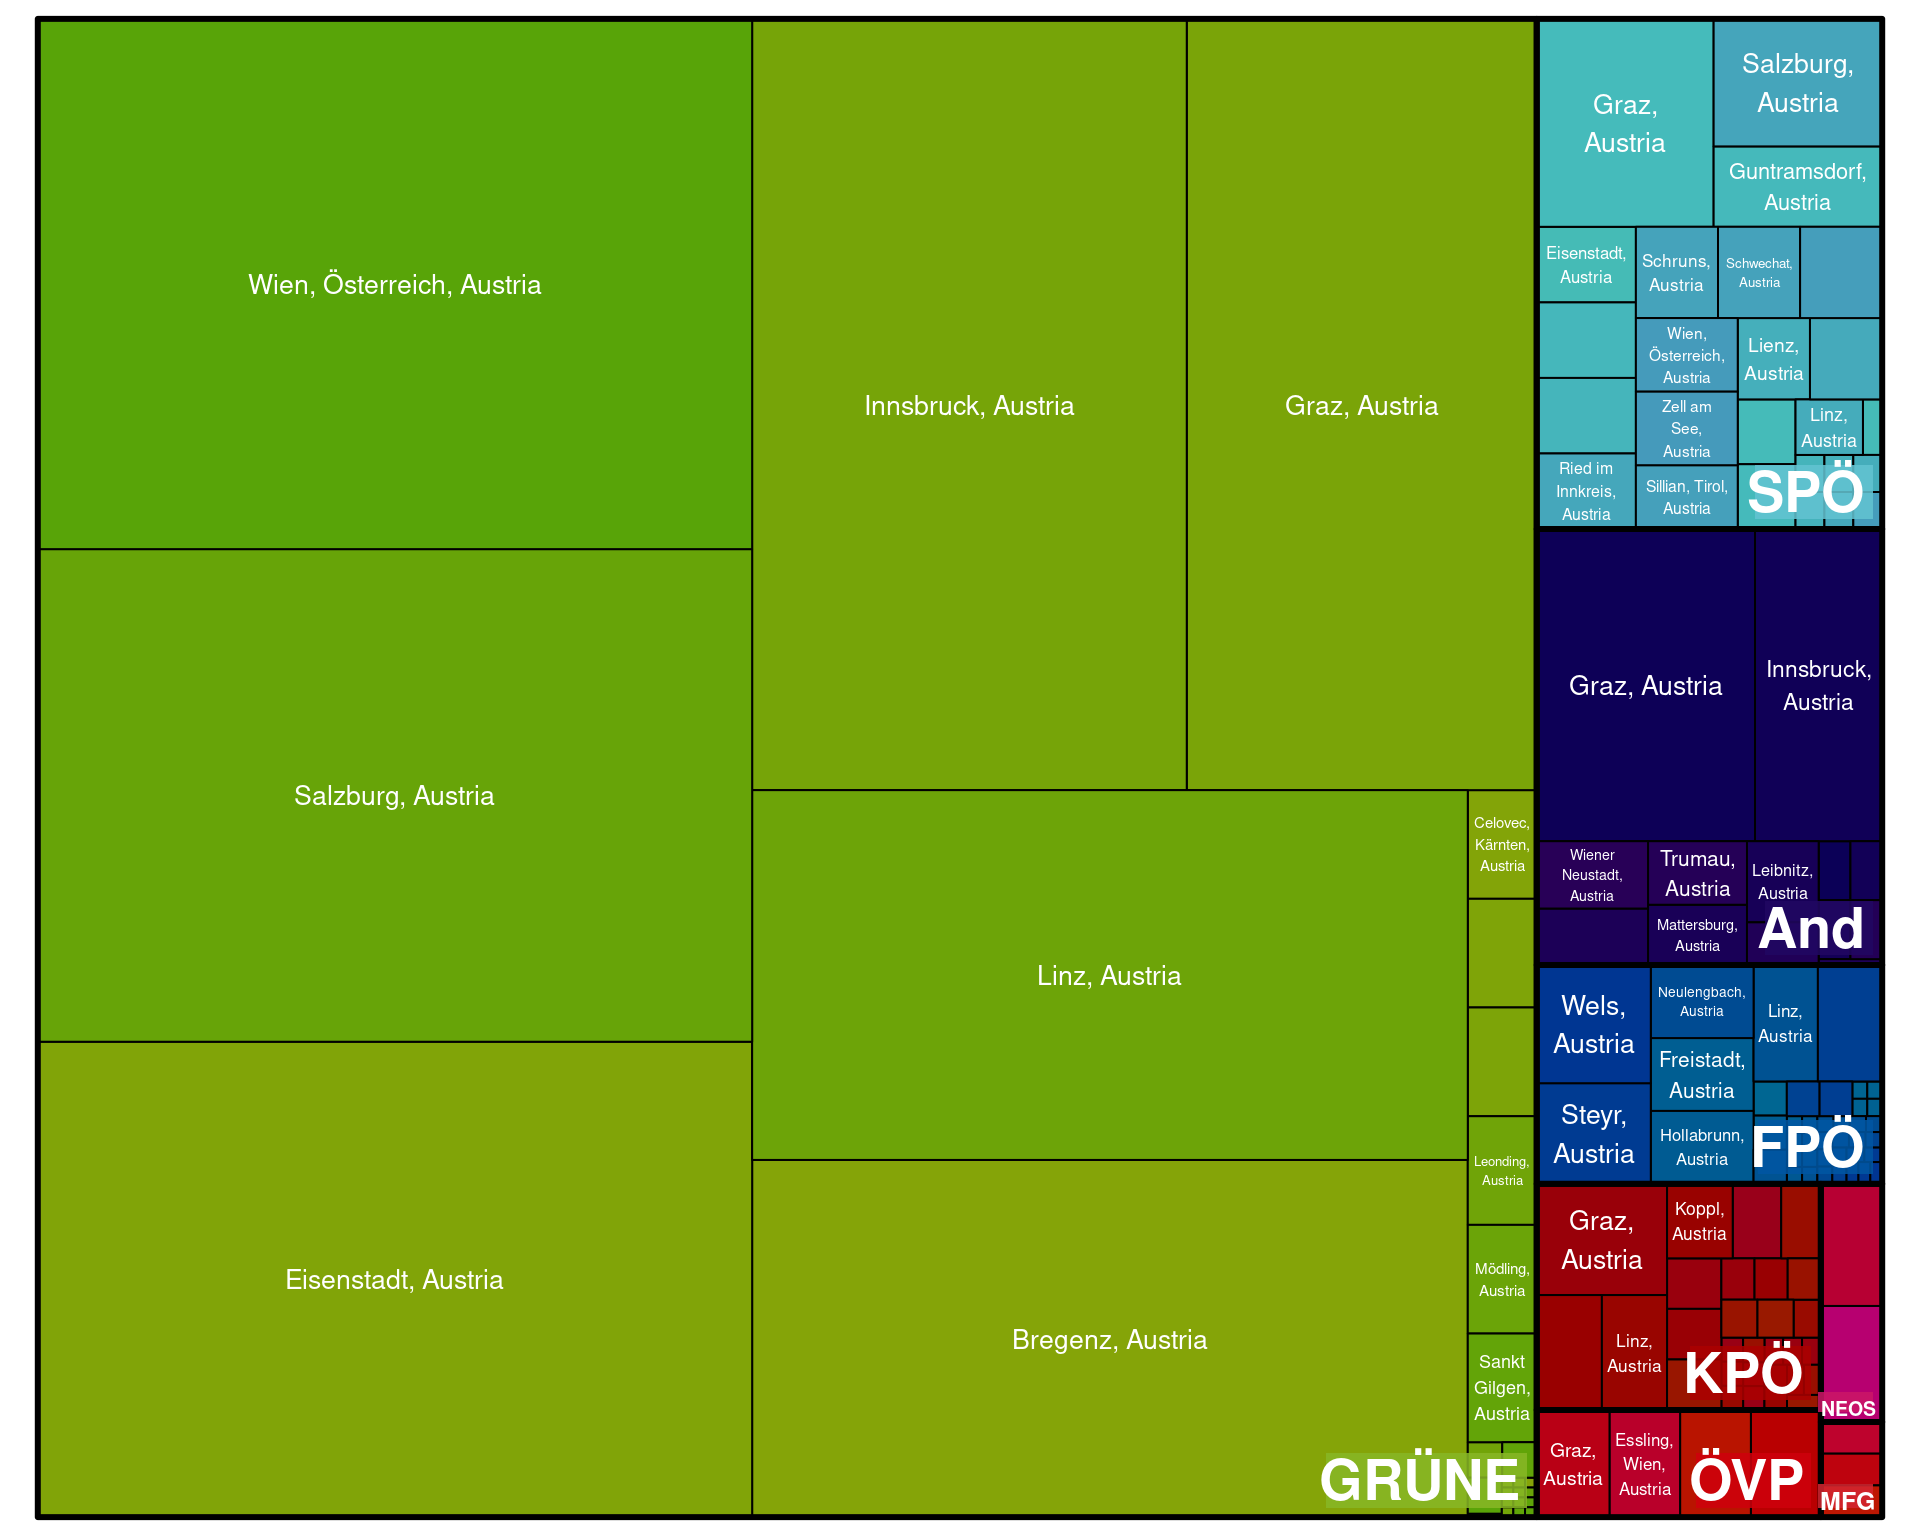 Wien, Österreich, Austria
Salzburg, Austria
Eisenstadt, Austria
Innsbruck, Austria
Graz, Austria
Linz, Austria
Bregenz, Austria
Celovec,
Kärnten,
Austria
Leonding,
Austria
Mödling,
Austria
Sankt
Gilgen,
Austria
GRÜNE
Graz,
Austria
Salzburg,
Austria
Guntramsdorf,
Austria
Eisenstadt,
Austria
Schruns,
Austria
Schwechat,
Austria
Wien,
Österreich,
Austria
Lienz,
Austria
Zell am
See,
Austria
Linz,
Austria
Ried im
Innkreis,
Austria
Sillian, Tirol,
Austria
SPÖ
Graz, Austria
Innsbruck,
Austria
Wiener
Neustadt,
Austria
Trumau,
Austria
Leibnitz,
Austria
Mattersburg,
Austria
And
Wels,
Austria
Neulengbach,
Austria
Linz,
Austria
Freistadt,
Austria
Steyr,
Austria
Hollabrunn,
Austria
FPÖ
Graz,
Austria
Koppl,
Austria
Linz,
Austria
KPÖ
NEOS
Graz,
Austria
Essling,
Wien,
Austria
ÖVP
MFG